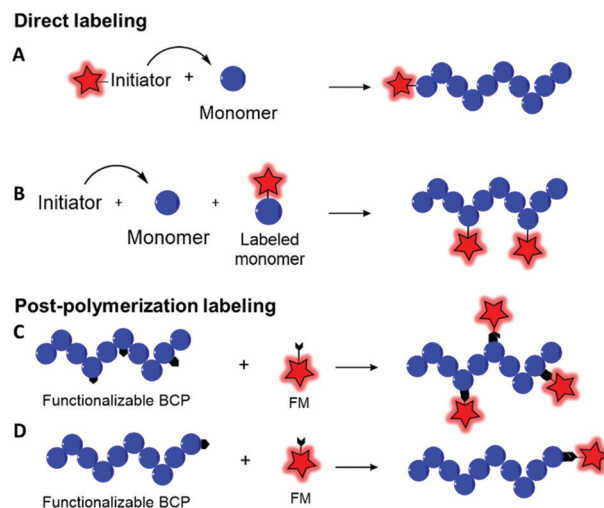 Direct labeling
A
Initiator + 
Monomer
B
Initiator + + 
Monomer
Labeled
monomer
Post-polymerization labeling
C
+
Functionalizable BCP FM
D
+
Functionalizable BCP FM